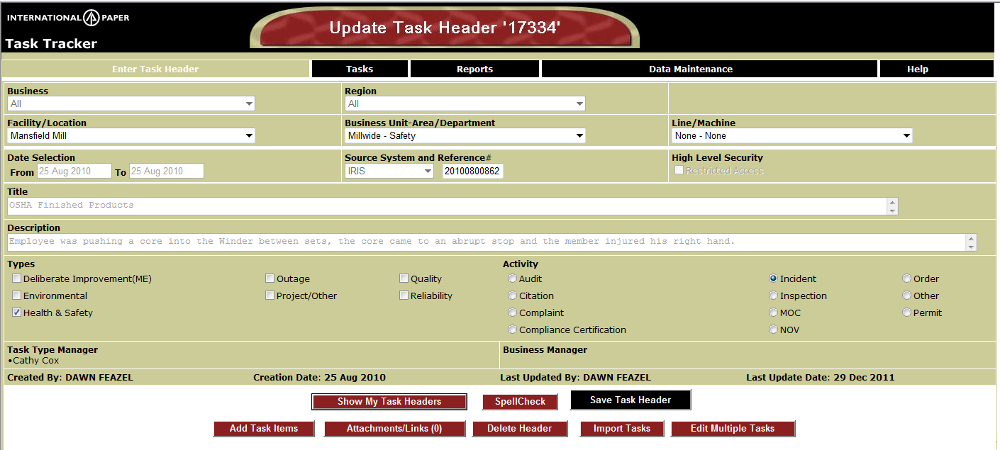 INTERNATIONAL PAPER
Task Tracker
Update Task Header '17334'
Enter Task Header Tasks Reports Data Maintenance Help
Business Region
All All
Facility/Location Business Unit-Area/Department Line/Machine
Mansfield Mill Millwide - Safety None - None
Date Selection Source System and Reference# High Level Security
From 25 Aug 2010 To 25 Aug 2010 IRIS 20100800862 Restricted Access
Title
OSHA Finished Products
Description
Employee was pushing a core into the Winder between sets, the core came to an abrupt stop and the member injured his right hand.
Types Activity
Deliberate Improvement(ME) Outage Quality Audit Incident Order
Environmental Project/Other Reliability Citation Inspection Other
Health & Safety Complaint MOC Permit
Compliance Certification NOV
Task Type Manager Business Manager
•Cathy Cox
Created By: DAWN FEAZEL Creation Date: 25 Aug 2010 Last Updated By: DAWN FEAZEL Last Update Date: 29 Dec 2011
Show My Task Headers SpellCheck Save Task Header
Add Task Items Attachments/Links (0) Delete Header Import Tasks Edit Multiple Tasks